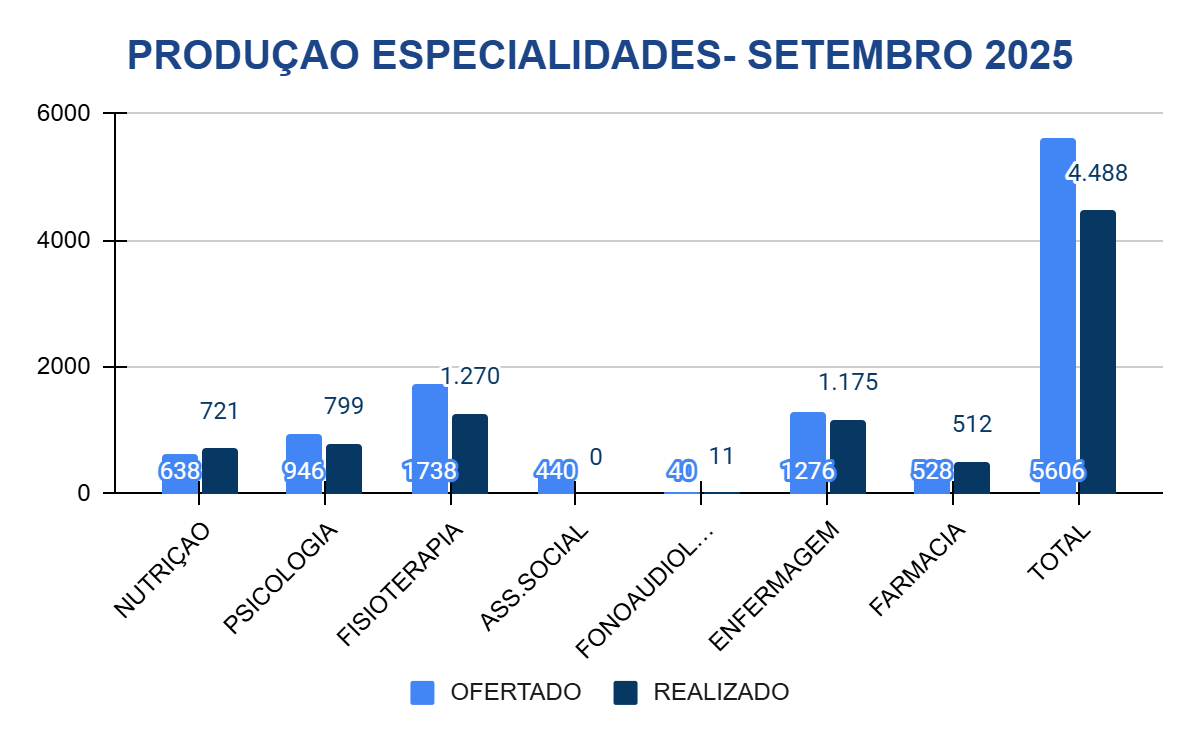 PRODUÇAO ESPECIALIDADES- SETEMBRO 2025
6000
4000
2000
0
638
721
946
799
1738
1.270
440
0
40
11
1276
1.175
528
512
5606
4.488
NUTRIÇAO
PSICOLOGIA
FISIOTERAPIA
ASS.SOCIAL
FONOAUDIOL...
ENFERMAGEM
FARMACIA
TOTAL
OFERTADO
REALIZADO